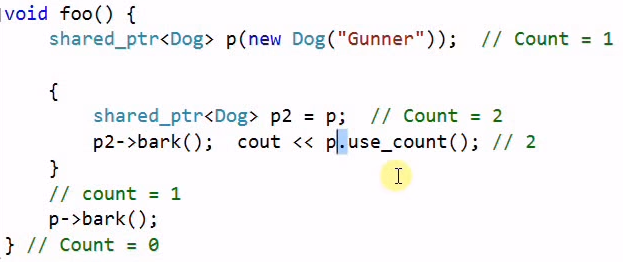 void foo() {
    shared_ptr<Dog> p(new Dog("Gunner"));  // Count = 1
    {
        shared_ptr<Dog> p2 = p;  // Count = 2
        p2->bark();  cout << p.use_count(); // 2
    }
    // count = 1
    p->bark();
} // Count = 0